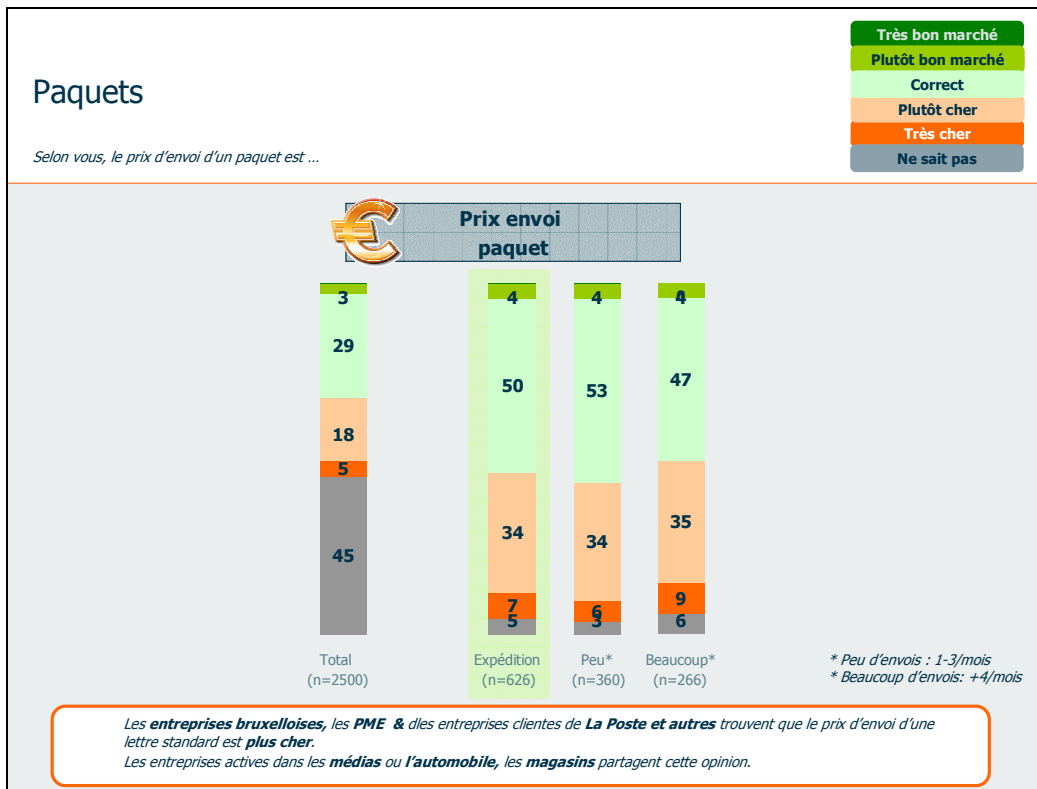 Très bon marché
Plutôt bon marché
Correct
Plutôt cher
Très cher
Ne sait pas
Paquets
Selon vous, le prix d’envoi d’un paquet est …
Prix envoi
paquet
3
29
18
5
45
4
50
34
7
5
4
53
34
6
3
4
47
35
9
6
Total
(n=2500)
Expédition
(n=626)
Peu*
(n=360)
Beaucoup*
(n=266)
* Peu d’envois : 1-3/mois
* Beaucoup d’envois: +4/mois
Les entreprises bruxelloises, les PME & dles entreprises clientes de La Poste et autres trouvent que le prix d’envoi d’une
lettre standard est plus cher.
Les entreprises actives dans les médias ou l’automobile, les magasins partagent cette opinion.